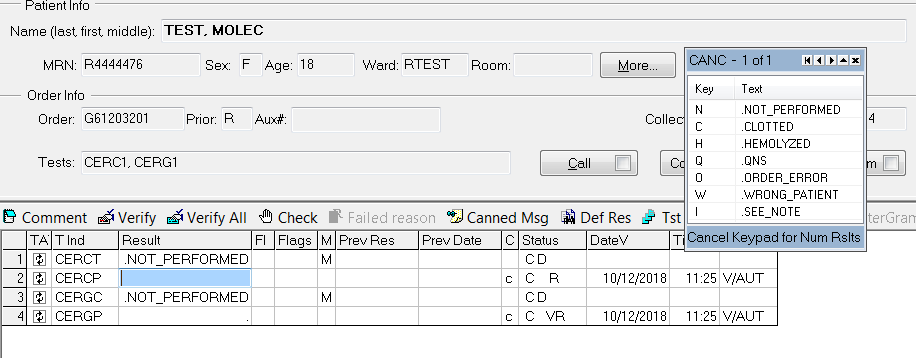 Patient Info
Name (last, first, middle): TEST, MOLEC
MRN: R4444476 Sex: F Age: 18 Ward: RTEST Room: More...
Order Info
Order: G61203201 Prior: R Aux#: Collec 4
Tests: CERC1, CERG1 Call Co m
CANC - 1 of 1
Key Text
N .NOT_PERFORMED
C .CLOTTED
H .HEMOLYZED
Q .QNS
O .ORDER_ERROR
W .WRONG_PATIENT
I .SEE_NOTE
Cancel Keypad for Num Rslts
Comment Verify Verify All Check Failed reason Canned Msg Def Res Tst terGram
TA T Ind Result Fl Flags M Prev Res Prev Date C Status DateV Ti
1 CERCT .NOT_PERFORMED M C D
2 CERCP c C R 10/12/2018 11:25 V/AUT
3 CERGC .NOT_PERFORMED M C D
4 CERGP . c C VR 10/12/2018 11:25 V/AUT